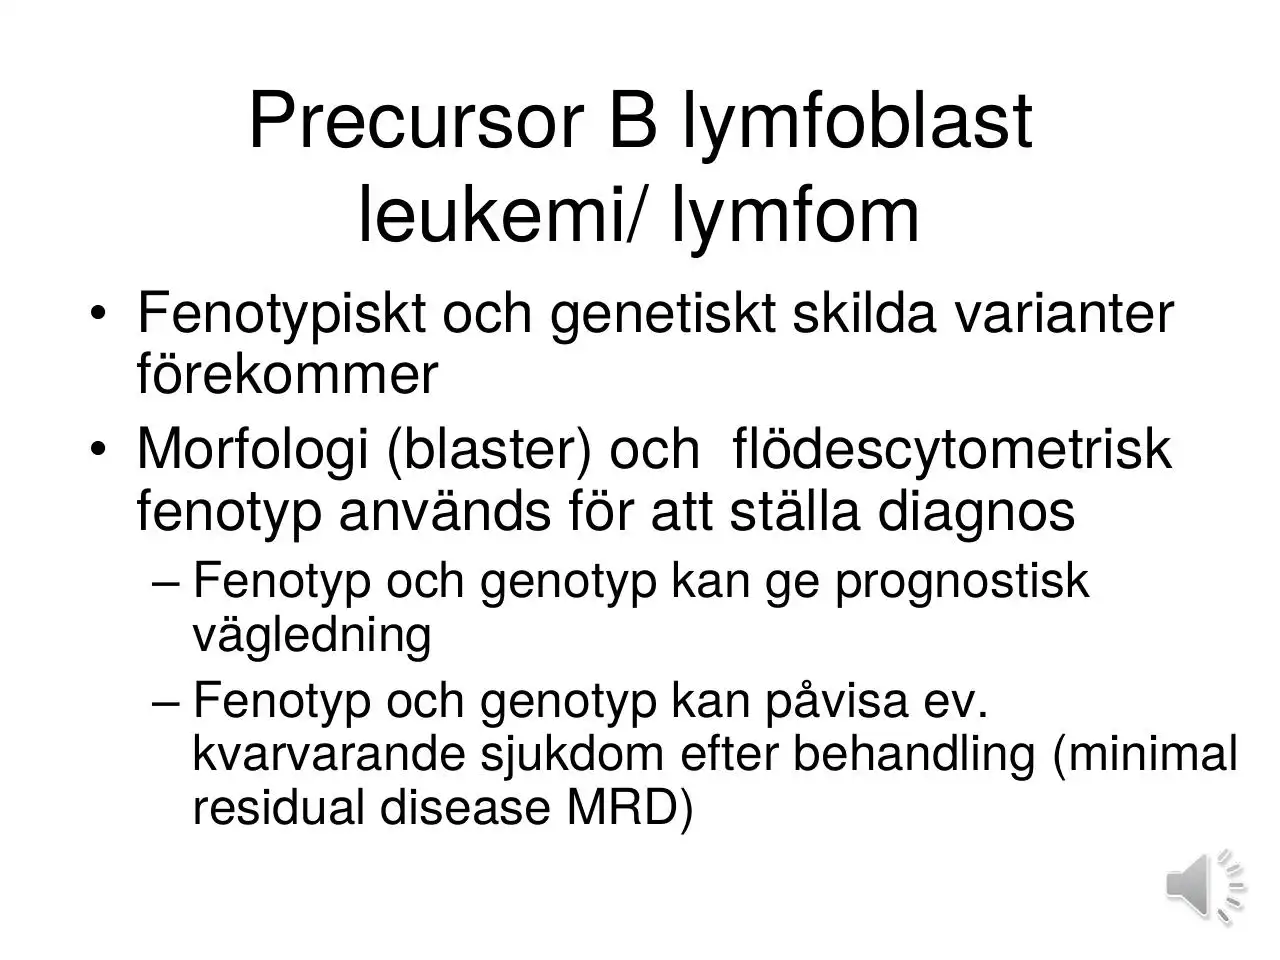 Precursor B lymfoblast
leukemi/ lymfom
• Fenotypiskt och genetiskt skilda varianter
förekommer
• Morfologi (blaster) och  flödescytometrisk
fenotyp används för att ställa diagnos
– Fenotyp och genotyp kan ge prognostisk
vägledning
– Fenotyp och genotyp kan påvisa ev.
kvarvarande sjukdom efter behandling (minimal
residual disease MRD)